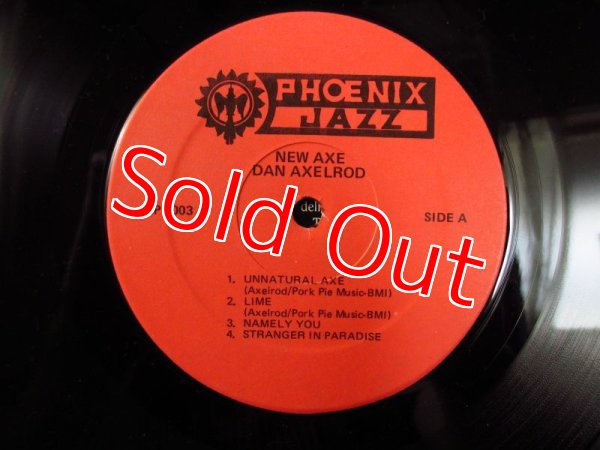 PHOENIX
JAZZ
NEW AXE
DAN AXELROD
003
SIDE A
Sold Out
1. UNNATURAL AXE
(Axelrod/Pork Pie Music-BMI)
2. LIME
(Axelrod/Pork Pie Music-BMI)
3. NAMELY YOU
4. STRANGER IN PARADISE